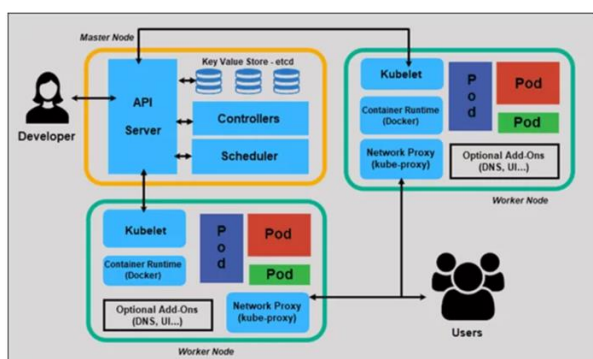 Master Node
Key Value Store - etcd
API
Server
Controllers
Scheduler
Developer
Kubelet
Container Runtime
(Docker)
Network Proxy
(kube-proxy)
P
o
d
Pod
Pod
Optional Add-Ons
(DNS, UI...)
Worker Node
Kubelet
Container Runtime
(Docker)
P
o
d
Pod
Pod
Optional Add-Ons
(DNS, UI...)
Network Proxy
(kube-proxy)
Worker Node
Users